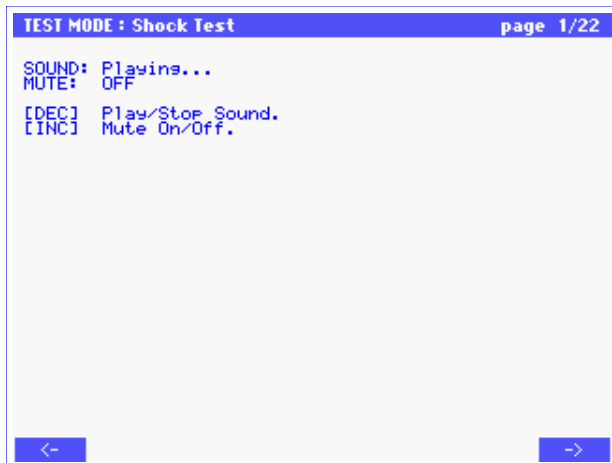 TEST MODE : Shock Test page 1/22
SOUND: Playing...
MUTE: OFF
[DEC] Play/Stop Sound.
[INC] Mute On/Off.
<- ->